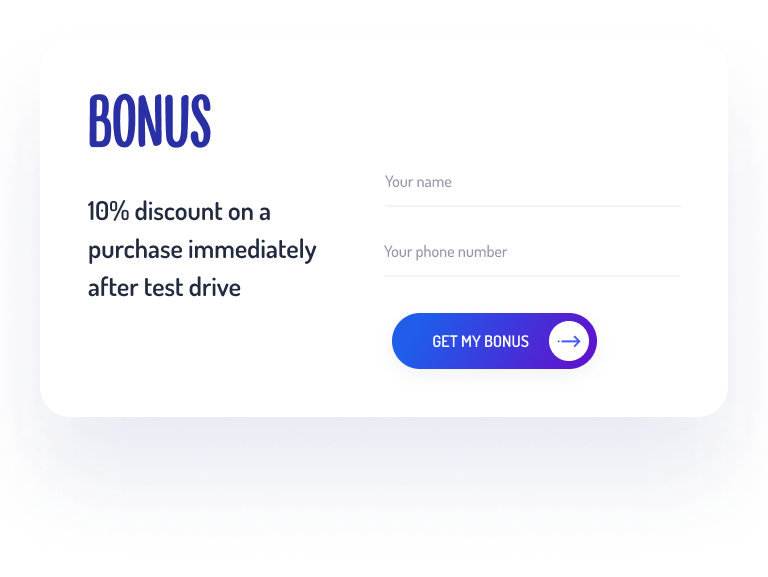 BONUS
10% discount on a
purchase immediately
after test drive
Your name
Your phone number
GET MY BONUS